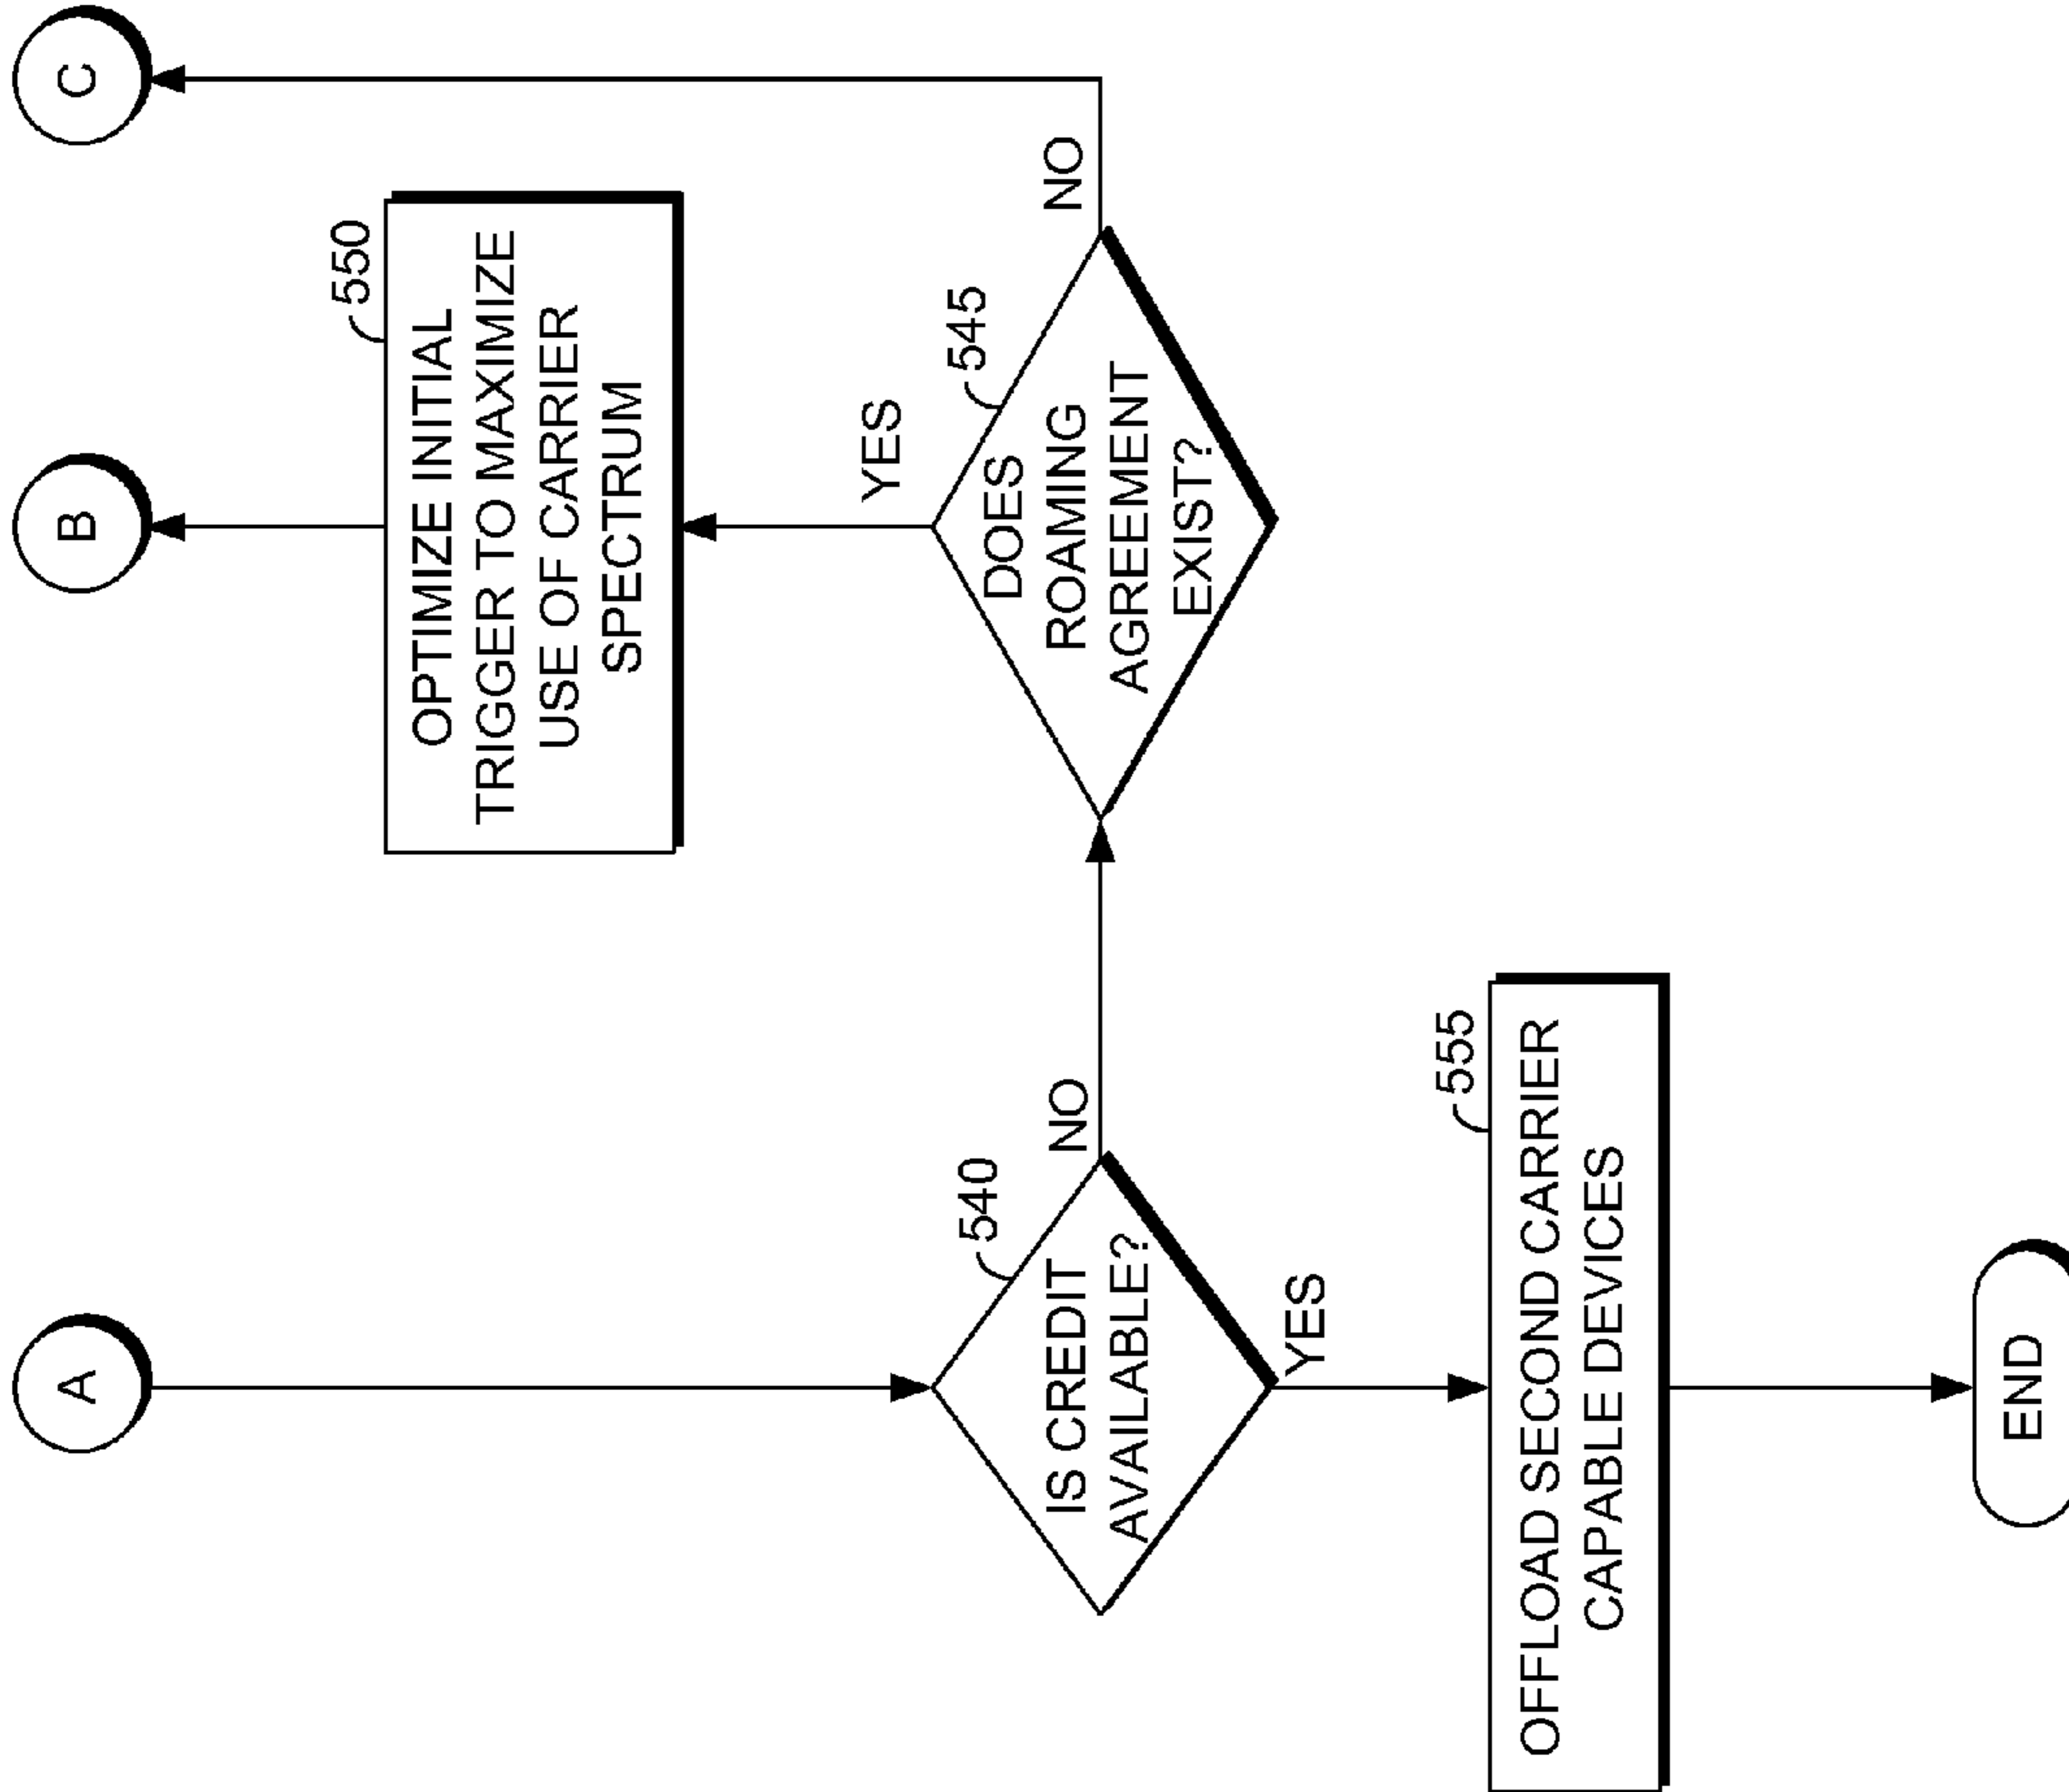 A
B
C
550
OPTIMIZE INITIAL
TRIGGER TO MAXIMIZE
USE OF CARRIER
SPECTRUM
YES
540
IS CREDIT
AVAILABLE?
NO
545
DOES
ROAMING
AGREEMENT
EXIST?
NO
YES
555
OFFLOAD SECOND CARRIER
CAPABLE DEVICES
END